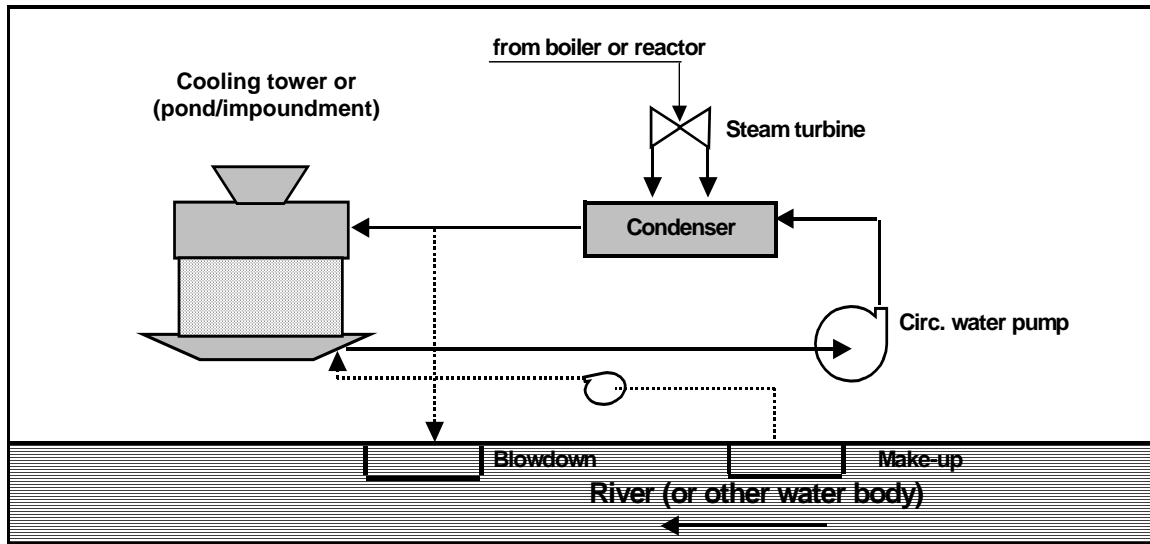 from boiler or reactor
Cooling tower or
(pond/impoundment)
Steam turbine
Condenser
Circ. water pump
Blowdown
Make-up
River (or other water body)